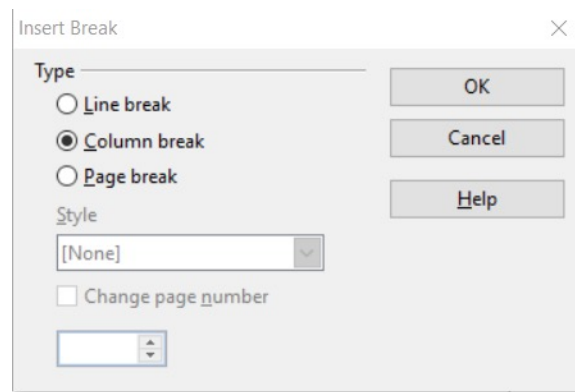 Insert Break
Type
Line break
Column break
Page break
Style
[None]
Change page number
OK
Cancel
Help